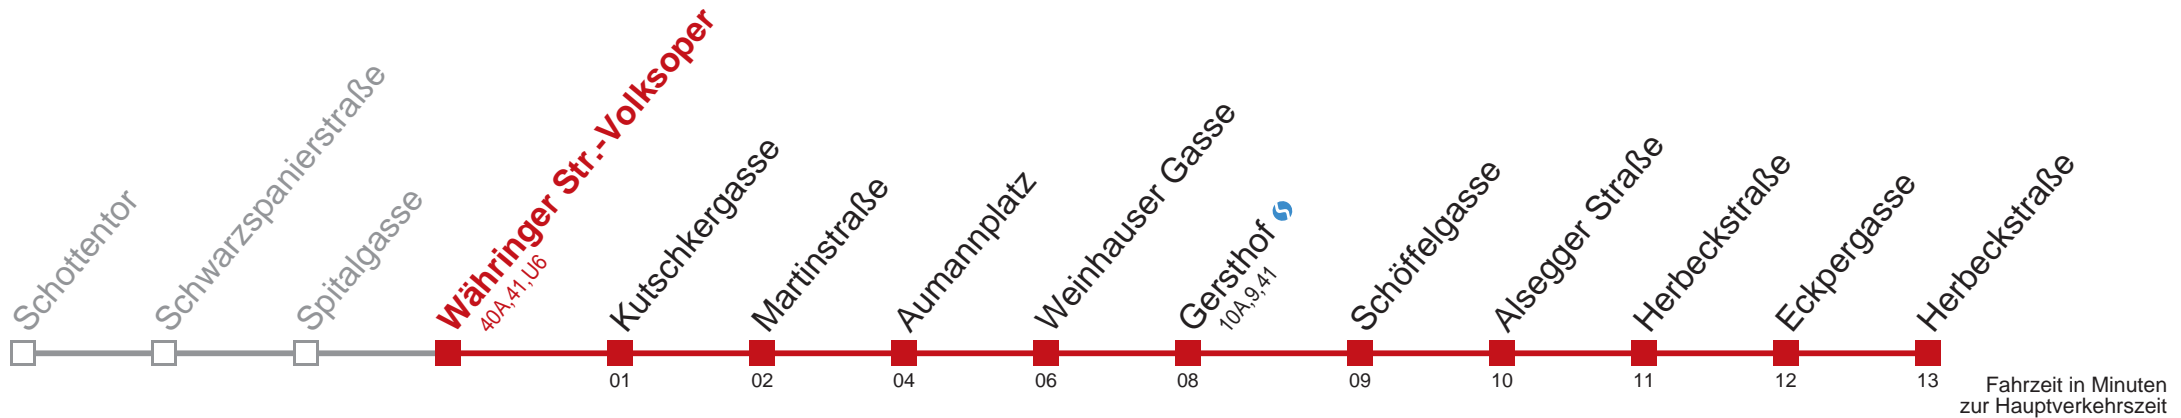 Schottentor
Schwarzspanierstraße
Spitalgasse
Währinger Str.-Volksoper
40A,41,U6
Kutschkergasse
Martinstraße
Aumannplatz
Weinhauser Gasse
Gersthof
10A,9,41
Schöffelgasse
Alsegger Straße
Herbeckstraße
Eckpergasse
Herbeckstraße
01
02
04
06
08
09
10
11
12
13
Fahrzeit in Minuten
zur Hauptverkehrszeit